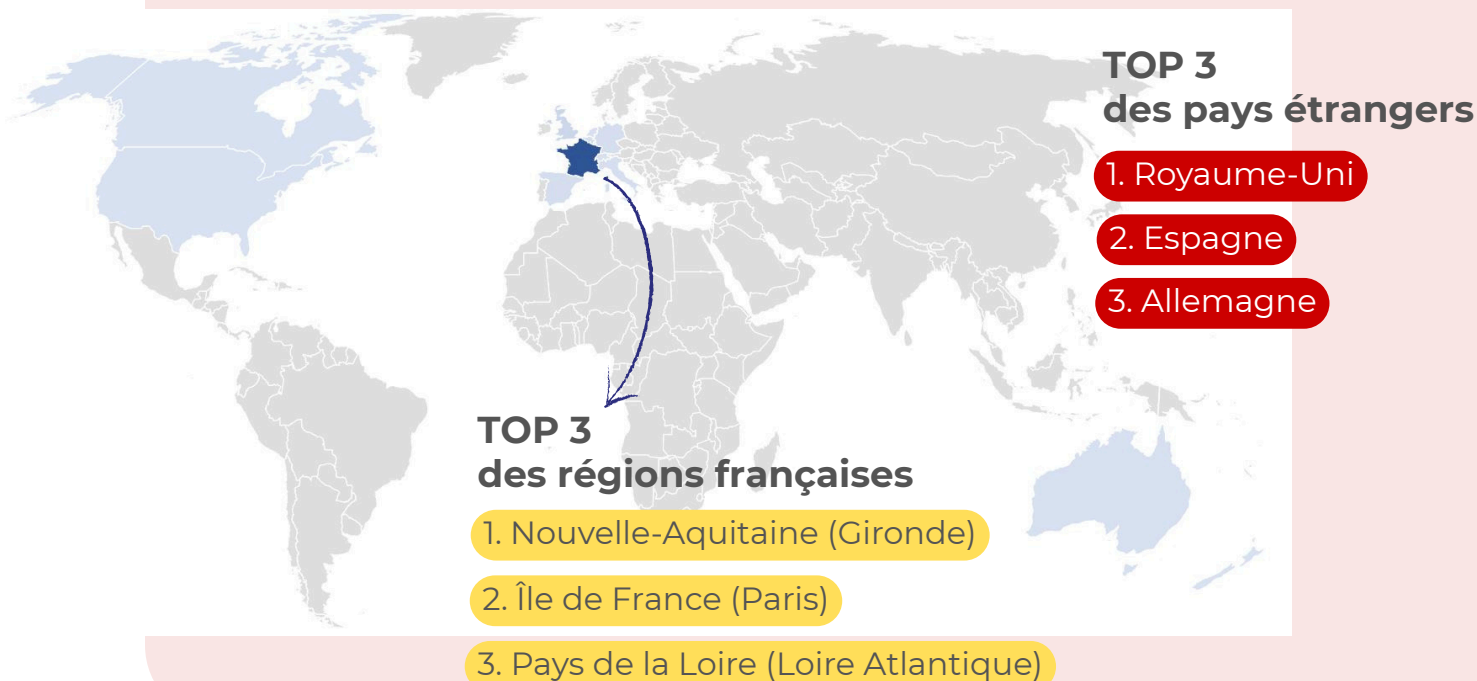 TOP 3
des pays étrangers
1. Royaume-Uni
2. Espagne
3. Allemagne
TOP 3
des régions françaises
1. Nouvelle-Aquitaine (Gironde)
2. Île de France (Paris)
3. Pays de la Loire (Loire Atlantique)